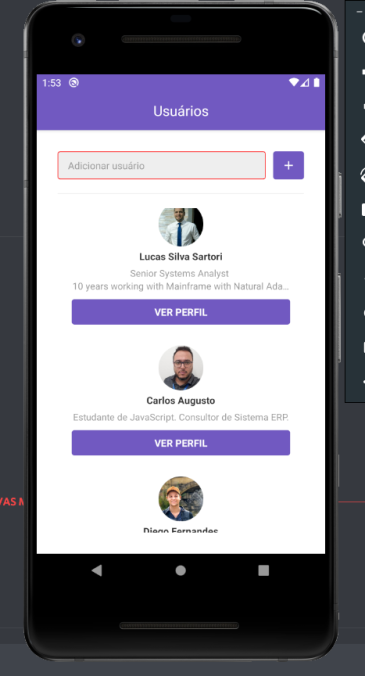 1:53
Usuários
Adicionar usuário
+
Lucas Silva Sartori
Senior Systems Analyst
10 years working with Mainframe with Natural Ada...
VER PERFIL
Carlos Augusto
Estudante de JavaScript. Consultor de Sistema ERP.
VER PERFIL
Diego Fernandes